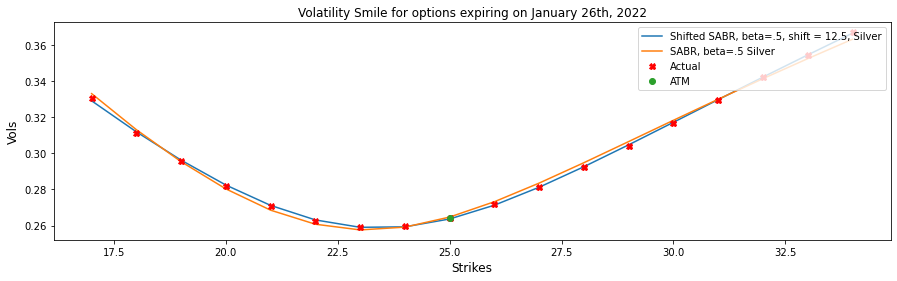 Volatility Smile for options expiring on January 26th, 2022
Shifted SABR, beta=.5, shift = 12.5, Silver
SABR, beta=.5 Silver
Actual
ATM
0.36
0.34
0.32
0.30
0.28
0.26
Vols
17.5
20.0
22.5
25.0
27.5
30.0
32.5
Strikes